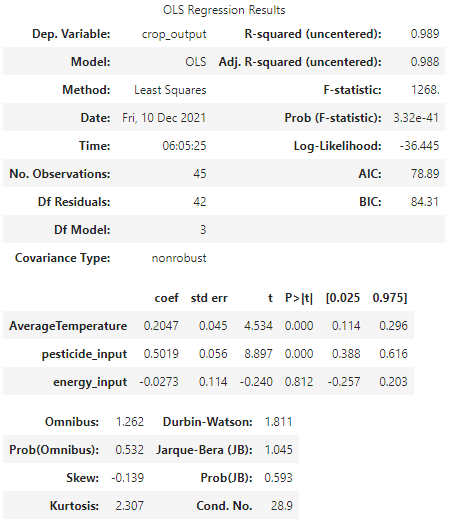 OLS Regression Results
Dep. Variable: crop_output R-squared (uncentered): 0.989
Model: OLS Adj. R-squared (uncentered): 0.988
Method: Least Squares F-statistic: 1268.
Date: Fri, 10 Dec 2021 Prob (F-statistic): 3.32e-41
Time: 06:05:25 Log-Likelihood: -36.445
No. Observations: 45 AIC: 78.89
Df Residuals: 42 BIC: 84.31
Df Model: 3
Covariance Type: nonrobust
coef std err t P>|t| [0.025 0.975]
AverageTemperature 0.2047 0.045 4.534 0.000 0.114 0.296
pesticide_input 0.5019 0.056 8.897 0.000 0.388 0.616
energy_input -0.0273 0.114 -0.240 0.812 -0.257 0.203
Omnibus: 1.262 Durbin-Watson: 1.811
Prob(Omnibus): 0.532 Jarque-Bera (JB): 1.045
Skew: -0.139 Prob(JB): 0.593
Kurtosis: 2.307 Cond. No. 28.9